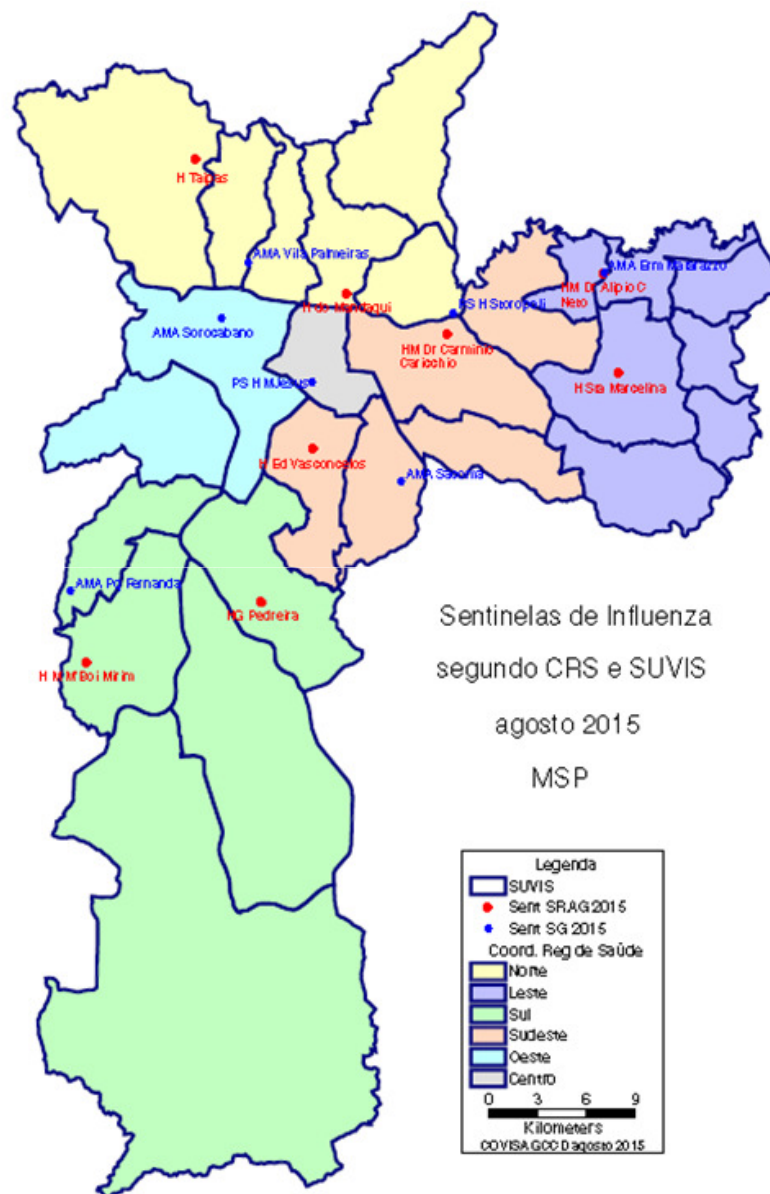 H Taipas
AMA Vila Palmeiras
H do Mandaqui
PS H Storopoli
AMA Erm Matarazzo
HM Dr Alipio C
Neto
AMA Sorocabano
HM Dr Carminio
Caricchio
PS H MJesus
H Sta Marcelina
H Ed Vasconcelos
AMA Sacomã
AMA Pq Fernanda
HG Pedreira
H M M'Boi Mirim
Sentinelas de Influenza
segundo CRS e SUVIS
agosto 2015
MSP
Legenda
SUVIS
Sent SRAG 2015
Sent SG 2015
Coord. Reg de Saúde
Norte
Leste
Sul
Sudeste
Oeste
Centro
0 3 6 9
Kilometers
COVISA GCC D agosto 2015